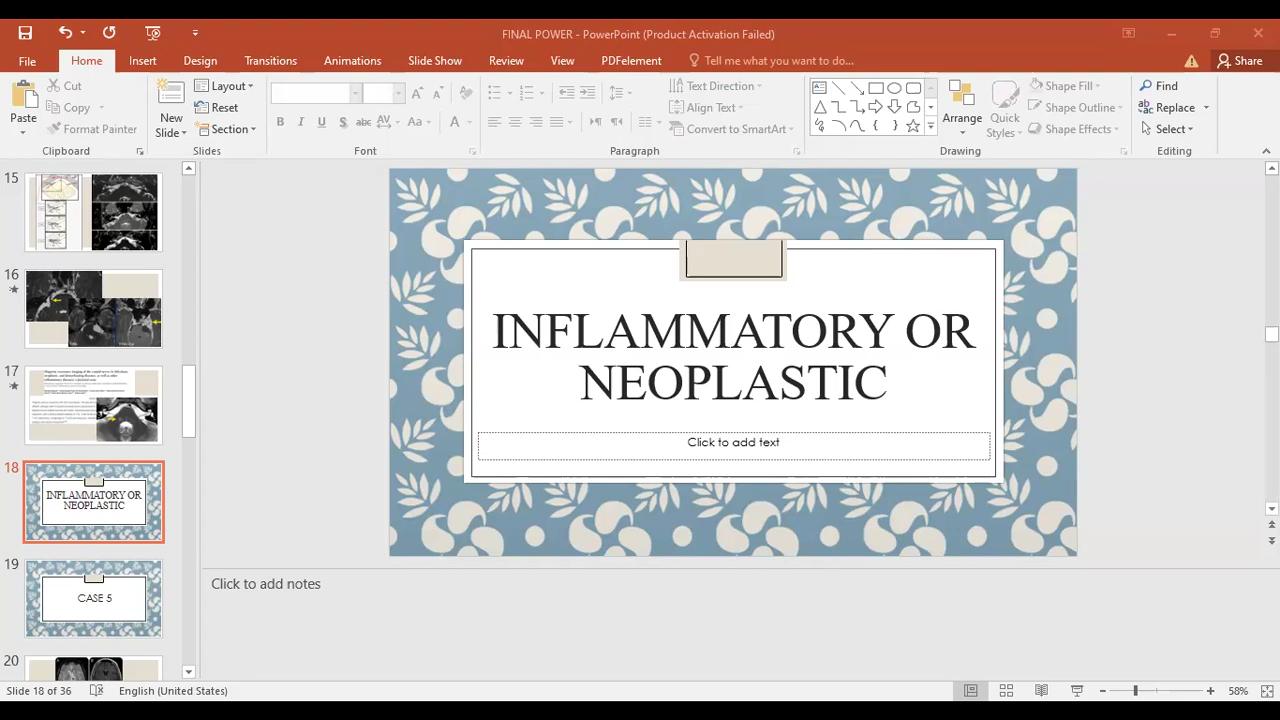 FINAL POWER - PowerPoint (Product Activation Failed)
File Home Insert Design Transitions Animations Slide Show Review View PDFelement Tell me what you want to do... Share
Paste Cut Copy Format Painter Clipboard
New Slide Layout Reset Section Slides
B I U S abc AV Aa A A A A Font
Text Direction Align Text Convert to SmartArt Paragraph
Arrange Quick Styles Shape Fill Shape Outline Shape Effects Drawing
Find Replace Select Editing
15
16
17
18
INFLAMMATORY OR
NEOPLASTIC
19
CASE 5
20
INFLAMMATORY OR
NEOPLASTIC
Click to add text
Click to add notes
Slide 18 of 36 English (United States) 58%